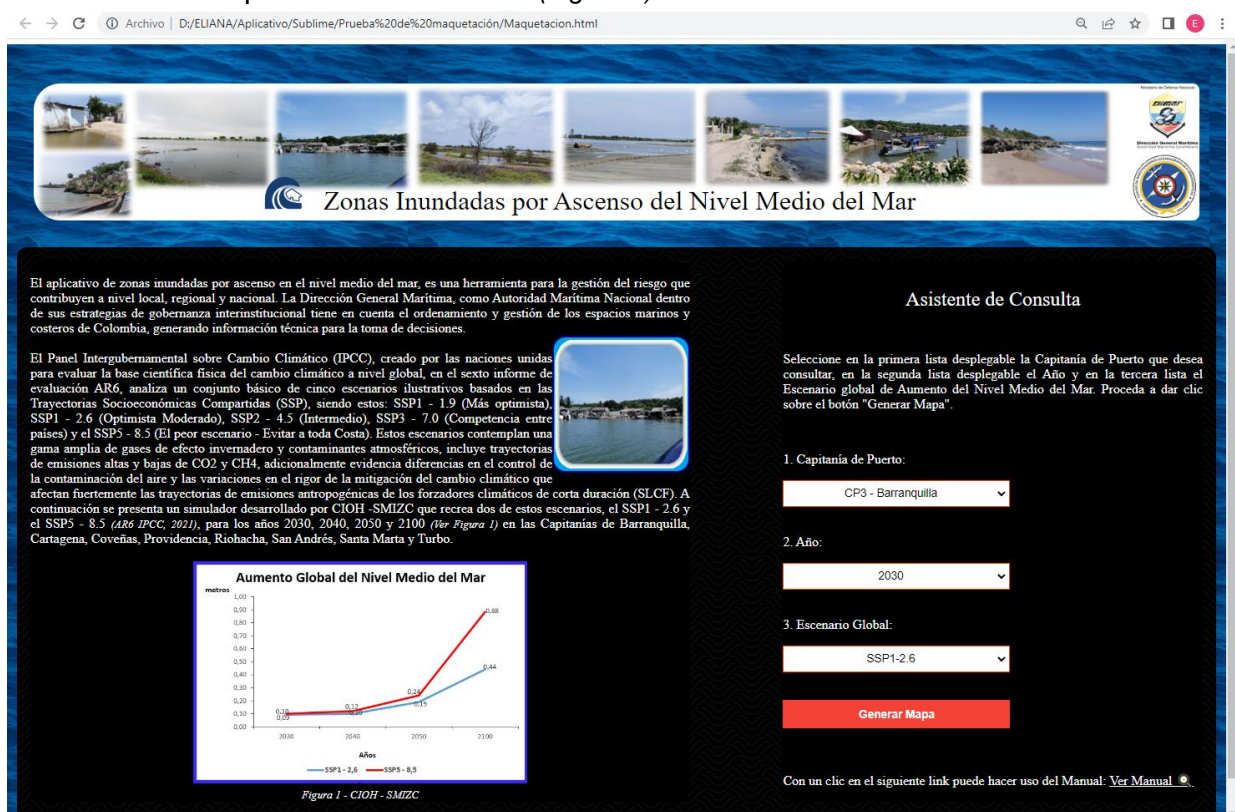 Archivo | D:/ELIANA/Aplicativo/Sublime/Prueba%20de%20maquetación/Maquetacion.html
E
Ministerio de Defensa Nacional
Dirección General Marítima
Zonas Inundadas por Ascenso del Nivel Medio del Mar
El aplicativo de zonas inundadas por ascenso en el nivel medio del mar, es una herramienta para la gestión del riesgo que
contribuyen a nivel local, regional y nacional. La Dirección General Marítima, como Autoridad Marítima Nacional dentro
de sus estrategias de gobernanza interinstitucional tiene en cuenta el ordenamiento y gestión de los espacios marinos y
costeros de Colombia, generando información técnica para la toma de decisiones.
El Panel Intergubernamental sobre Cambio Climático (IPCC), creado por las naciones unidas
para evaluar la base científica física del cambio climático a nivel global, en el sexto informe de
evaluación AR6, analiza un conjunto básico de cinco escenarios ilustrativos basados en las
Trayectorias Socioeconómicas Compartidas (SSP), siendo estos: SSP1 - 1.9 (Más optimista),
SSP1 - 2.6 (Optimista Moderado), SSP2 - 4.5 (Intermedio), SSP3 - 7.0 (Competencia entre
países) y el SSP5 - 8.5 (El peor escenario - Evitar a toda Costa). Estos escenarios contemplan una
gama amplia de gases de efecto invernadero y contaminantes atmosféricos, incluye trayectorias
de emisiones altas y bajas de CO2 y CH4, adicionalmente evidencia diferencias en el control de
la contaminación del aire y las variaciones en el rigor de la mitigación del cambio climático que
afectan fuertemente las trayectorias de emisiones antropogénicas de los forzadores climáticos de corta duración (SLCF). A
continuación se presenta un simulador desarrollado por CIOH -SMIZC que recrea dos de estos escenarios, el SSP1 - 2.6 y
el SSP5 - 8.5 (AR6 IPCC, 2021), para los años 2030, 2040, 2050 y 2100 (Ver Figura 1) en las Capitanías de Barranquilla,
Cartagena, Coveñas, Providencia, Riohacha, San Andrés, Santa Marta y Turbo.
Aumento Global del Nivel Medio del Mar
metros
1,00
0,90
0,80
0,70
0,60
0,50
0,40
0,30
0,20
0,10
0,00
0,10
0,09
0,12
0,24
0,19
0,88
0,44
2030 2040 2050 2100
Años
SSP1 - 2,6 SSP5 - 8,5
Figura 1 - CIOH - SMIZC
Asistente de Consulta
Seleccione en la primera lista desplegable la Capitanía de Puerto que desea
consultar, en la segunda lista desplegable el Año y en la tercera lista el
Escenario global de Aumento del Nivel Medio del Mar. Proceda a dar clic
sobre el botón "Generar Mapa".
1. Capitanía de Puerto:
CP3 - Barranquilla
2. Año:
2030
3. Escenario Global:
SSP1-2.6
Generar Mapa
Con un clic en el siguiente link puede hacer uso del Manual: Ver Manual